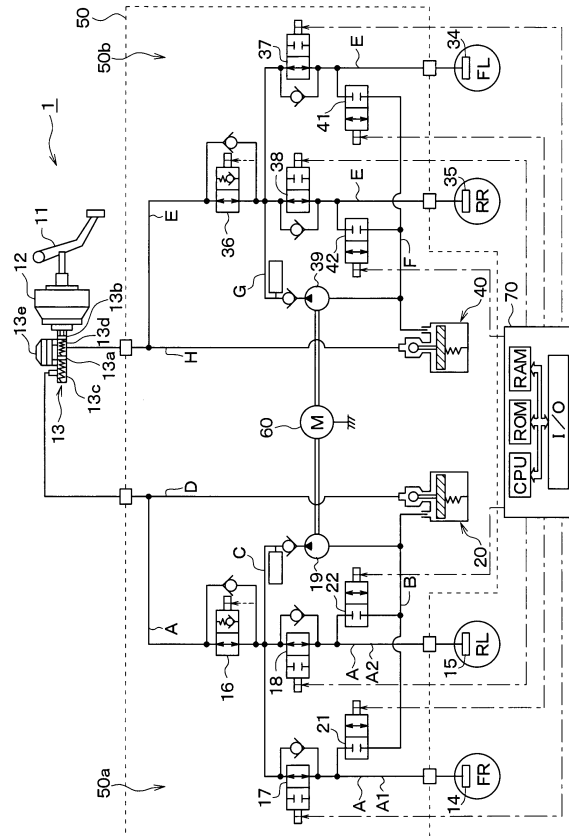 50
50b
1
11
12
13e
13b
13d
13a
13c
13
37
E
34
FL
41
38
36
E
E
35
RR
42
F
G
39
H
40
70
60
M
CPU
ROM
RAM
I/O
D
20
C
19
22
B
A
16
18
A
A2
15
RL
21
50a
17
A
A1
14
FR